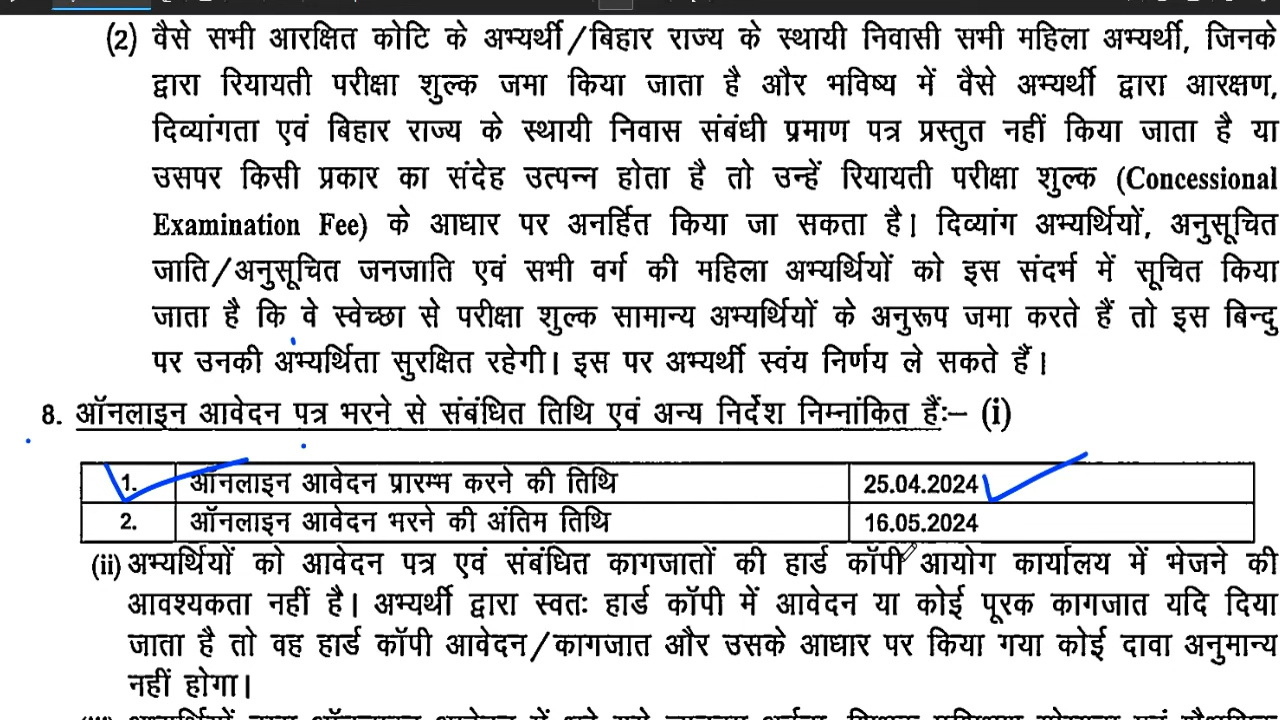 (2) वैसे सभी आरक्षित कोटि के अभ्यर्थी/बिहार राज्य के स्थायी निवासी सभी महिला अभ्यर्थी, जिनके
द्वारा रियायती परीक्षा शुल्क जमा किया जाता है और भविष्य में वैसे अभ्यर्थी द्वारा आरक्षण,
दिव्यांगता एवं बिहार राज्य के स्थायी निवास संबंधी प्रमाण पत्र प्रस्तुत नहीं किया जाता है या
उसपर किसी प्रकार का संदेह उत्पन्न होता है तो उन्हें रियायती परीक्षा शुल्क (Concessional
Examination Fee) के आधार पर अनर्हित किया जा सकता है। दिव्यांग अभ्यर्थियों, अनुसूचित
जाति/अनुसूचित जनजाति एवं सभी वर्ग की महिला अभ्यर्थियों को इस संदर्भ में सूचित किया
जाता है कि वे स्वेच्छा से परीक्षा शुल्क सामान्य अभ्यर्थियों के अनुरूप जमा करते हैं तो इस बिन्दु
पर उनकी अभ्यर्थिता सुरक्षित रहेगी। इस पर अभ्यर्थी स्वंय निर्णय ले सकते हैं।
8. ऑनलाइन आवेदन पत्र भरने से संबंधित तिथि एवं अन्य निर्देश निम्नांकित हैं:– (i)
1. ऑनलाइन आवेदन प्रारम्भ करने की तिथि 25.04.2024
2. ऑनलाइन आवेदन भरने की अंतिम तिथि 16.05.2024
(ii) अभ्यर्थियों को आवेदन पत्र एवं संबंधित कागजातों की हार्ड कॉपी आयोग कार्यालय में भेजने की
आवश्यकता नहीं है। अभ्यर्थी द्वारा स्वतः हार्ड कॉपी में आवेदन या कोई पूरक कागजात यदि दिया
जाता है तो वह हार्ड कॉपी आवेदन/कागजात और उसके आधार पर किया गया कोई दावा अनुमान्य
नहीं होगा।